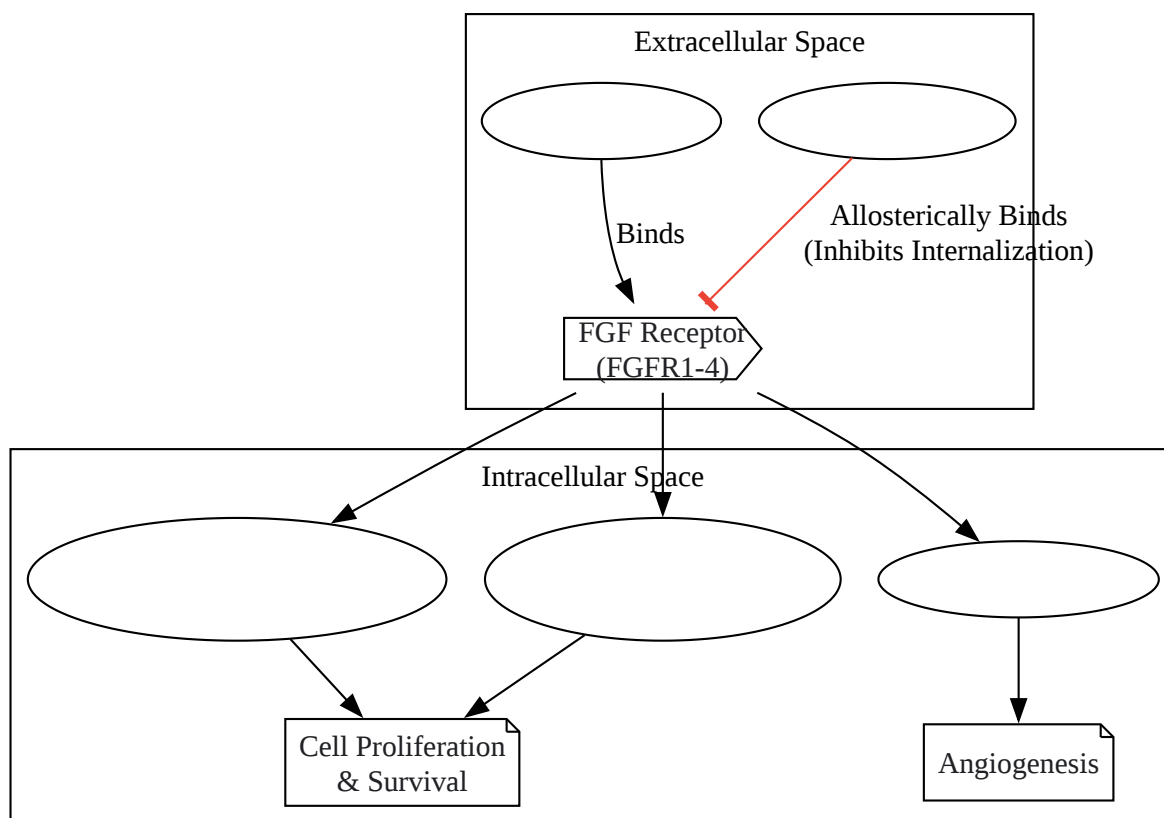 Extracellular Space
Binds
Allosterically Binds
(Inhibits Internalization)
FGF Receptor
(FGFR1-4)
Intracellular Space
Cell Proliferation
& Survival
Angiogenesis